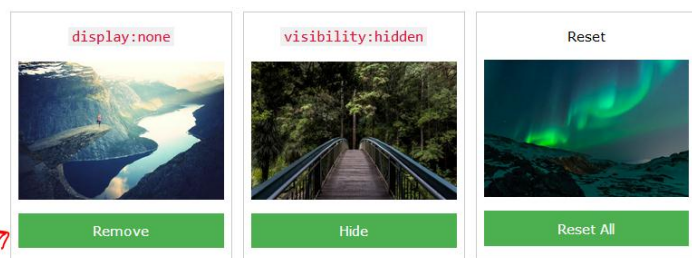 display:none
visibility:hidden
Reset
Remove
Hide
Reset All